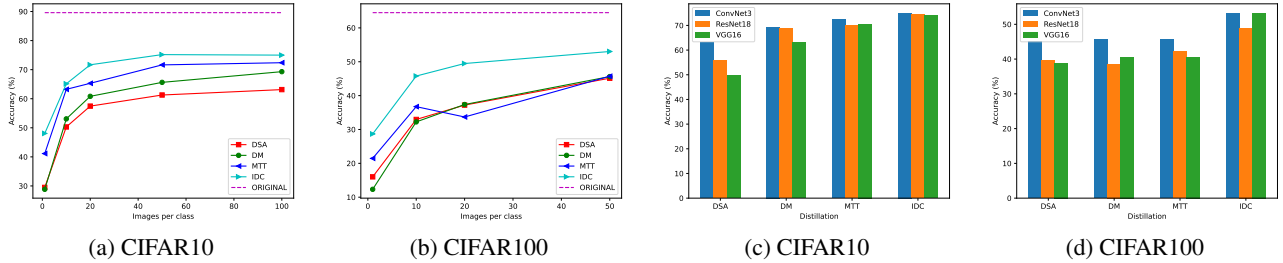 90
80
70
60
50
40
30
Accuracy (%)
DSA
DM
MTT
IDC
ORIGINAL
0
20
40
60
80
100
Images per class
(a) CIFAR10
60
50
40
30
20
10
Accuracy (%)
DSA
DM
MTT
IDC
ORIGINAL
0
10
20
30
40
50
Images per class
(b) CIFAR100
70
60
50
40
30
20
10
0
Accuracy (%)
ConvNet3
ResNet18
VGG16
DSA
DM
MTT
IDC
Distillation
(c) CIFAR10
50
40
30
20
10
0
Accuracy (%)
ConvNet3
ResNet18
VGG16
DSA
DM
MTT
IDC
Distillation
(d) CIFAR100